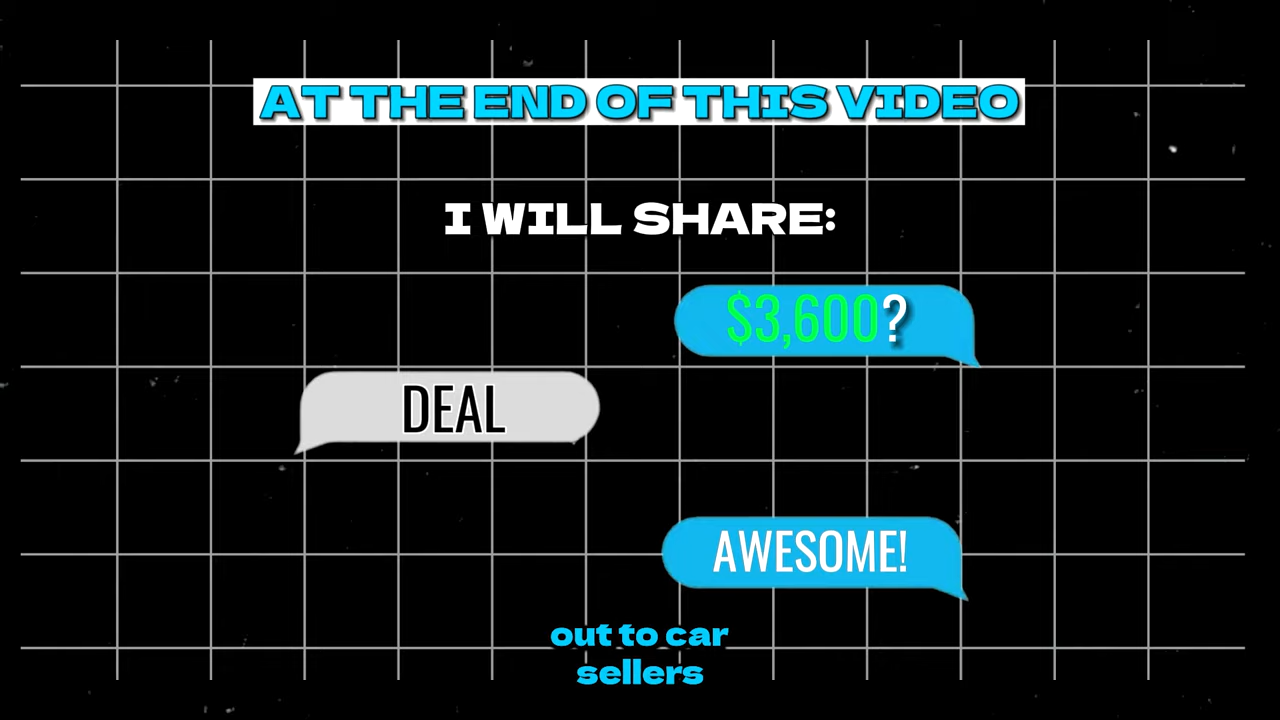 AT THE END OF THIS VIDEO
I WILL SHARE:
$3,600?
DEAL
AWESOME!
out to car
sellers